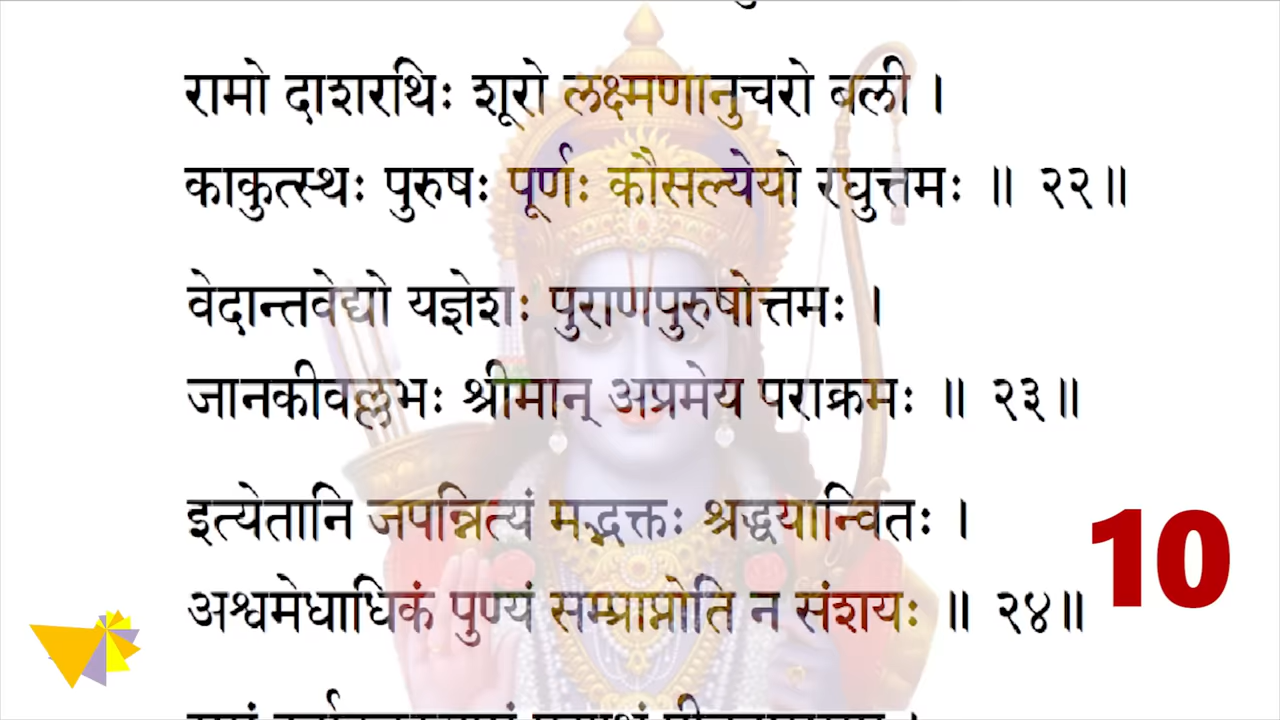 रामो दाशरथिः शूरो लक्ष्मणानुचरो बली ।
काकुत्स्थः पुरुषः पूर्णः कौसल्येयो रघुत्तमः ॥ २२॥
वेदान्तवेद्यो यज्ञेशः पुराणपुरुषोत्तमः ।
जानकीवल्लभः श्रीमान् अप्रमेय पराक्रमः ॥ २३॥
इत्येतानि जपन्नित्यं मद्भक्तः श्रद्धयान्वितः ।
अश्वमेधाधिकं पुण्यं सम्प्राप्नोति न संशयः ॥ २४॥
10